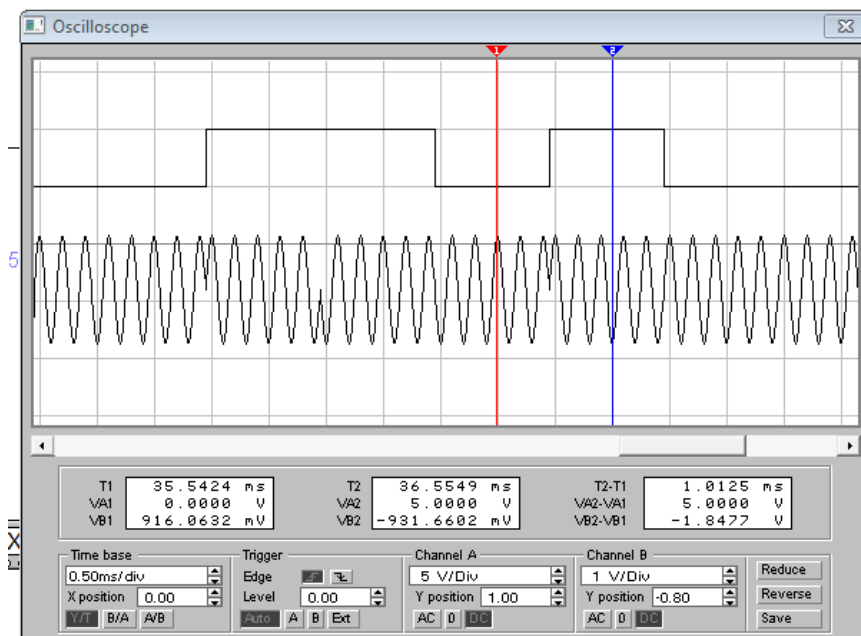 Oscilloscope
1 2
5
X
T1 35.5424 ms T2 36.5549 ms T2-T1 1.0125 ms
VA1 0.0000 V VA2 5.0000 V VA2-VA1 5.0000 V
VB1 916.0632 mV VB2 -931.6602 mV VB2-VB1 -1.8477 V
Time base Trigger Channel A Channel B
0.50ms/div Edge 5 V/Div 1 V/Div Reduce
X position 0.00 Level 0.00 Y position 1.00 Y position -0.80 Reverse
Y/T B/A A/B Auto A B Ext AC 0 DC AC 0 DC Save